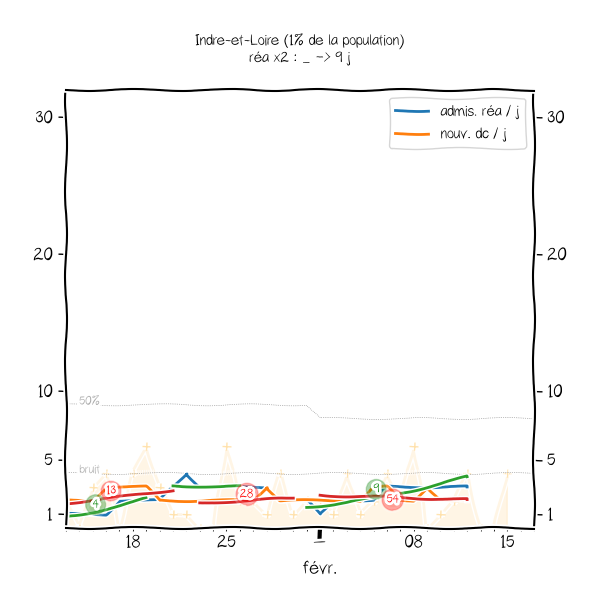 Indre-et-Loire (1% de la population)
réa x2 : _ -> 9 j
admis. réa / j
nouv. dc / j
30 30
20 20
10 10
50%
5 5
bruit
13 28 9 54
4
1 1
18 25 1 08 15
févr.